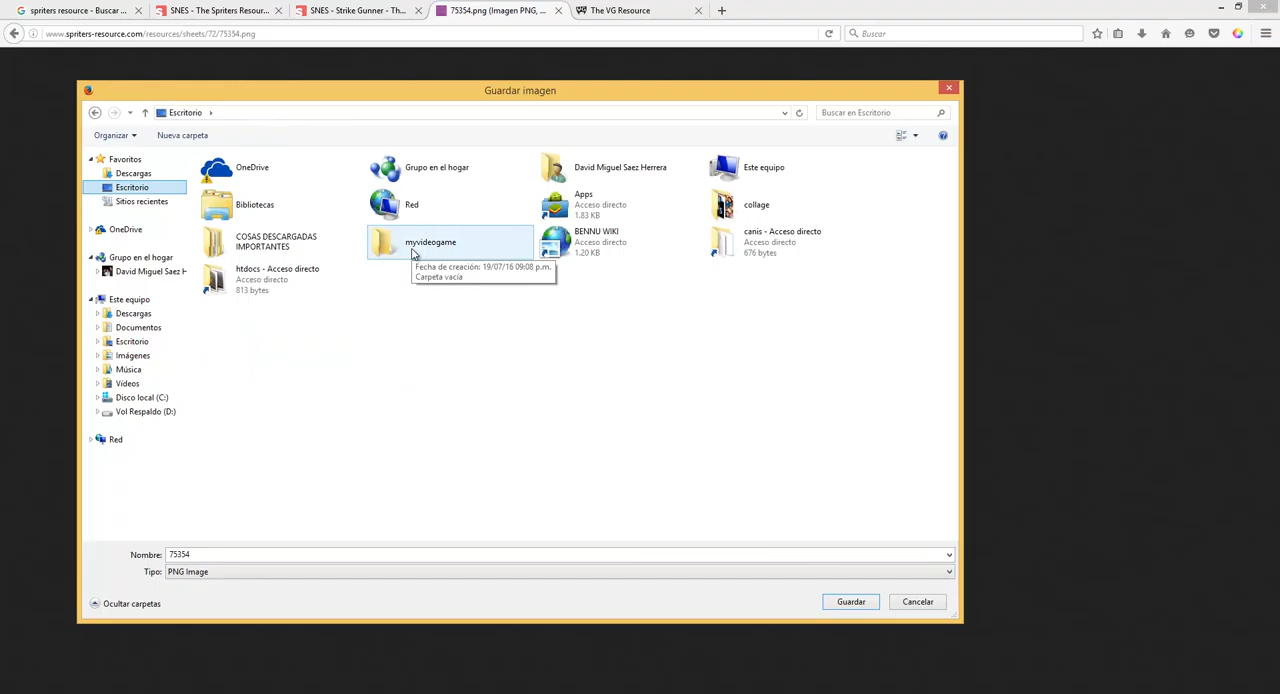 spriters resource - Buscar ...
SNES - The Spriters Resour...
SNES - Strike Gunner - Th...
75354.png (Imagen PNG, ...
The VG Resource
www.spriters-resource.com/resources/sheets/72/75354.png
Buscar
Guardar imagen
Escritorio
Buscar en Escritorio
Organizar
Nueva carpeta
Favoritos
Descargas
Escritorio
Sitios recientes
OneDrive
Grupo en el hogar
David Miguel Saez H
Este equipo
Descargas
Documentos
Escritorio
Imágenes
Música
Vídeos
Disco local (C:)
Vol Respaldo (D:)
Red
OneDrive
Grupo en el hogar
David Miguel Saez Herrera
Este equipo
Bibliotecas
Red
Apps
Acceso directo
1.83 KB
collage
COSAS DESCARGADAS
IMPORTANTES
myvideogame
BENNU WIKI
Acceso directo
1.20 KB
canis - Acceso directo
Acceso directo
676 bytes
htdocs - Acceso directo
Acceso directo
813 bytes
Fecha de creación: 19/07/16 09:08 p.m.
Carpeta vacía
Nombre: 75354
Tipo: PNG Image
Ocultar carpetas
Guardar
Cancelar